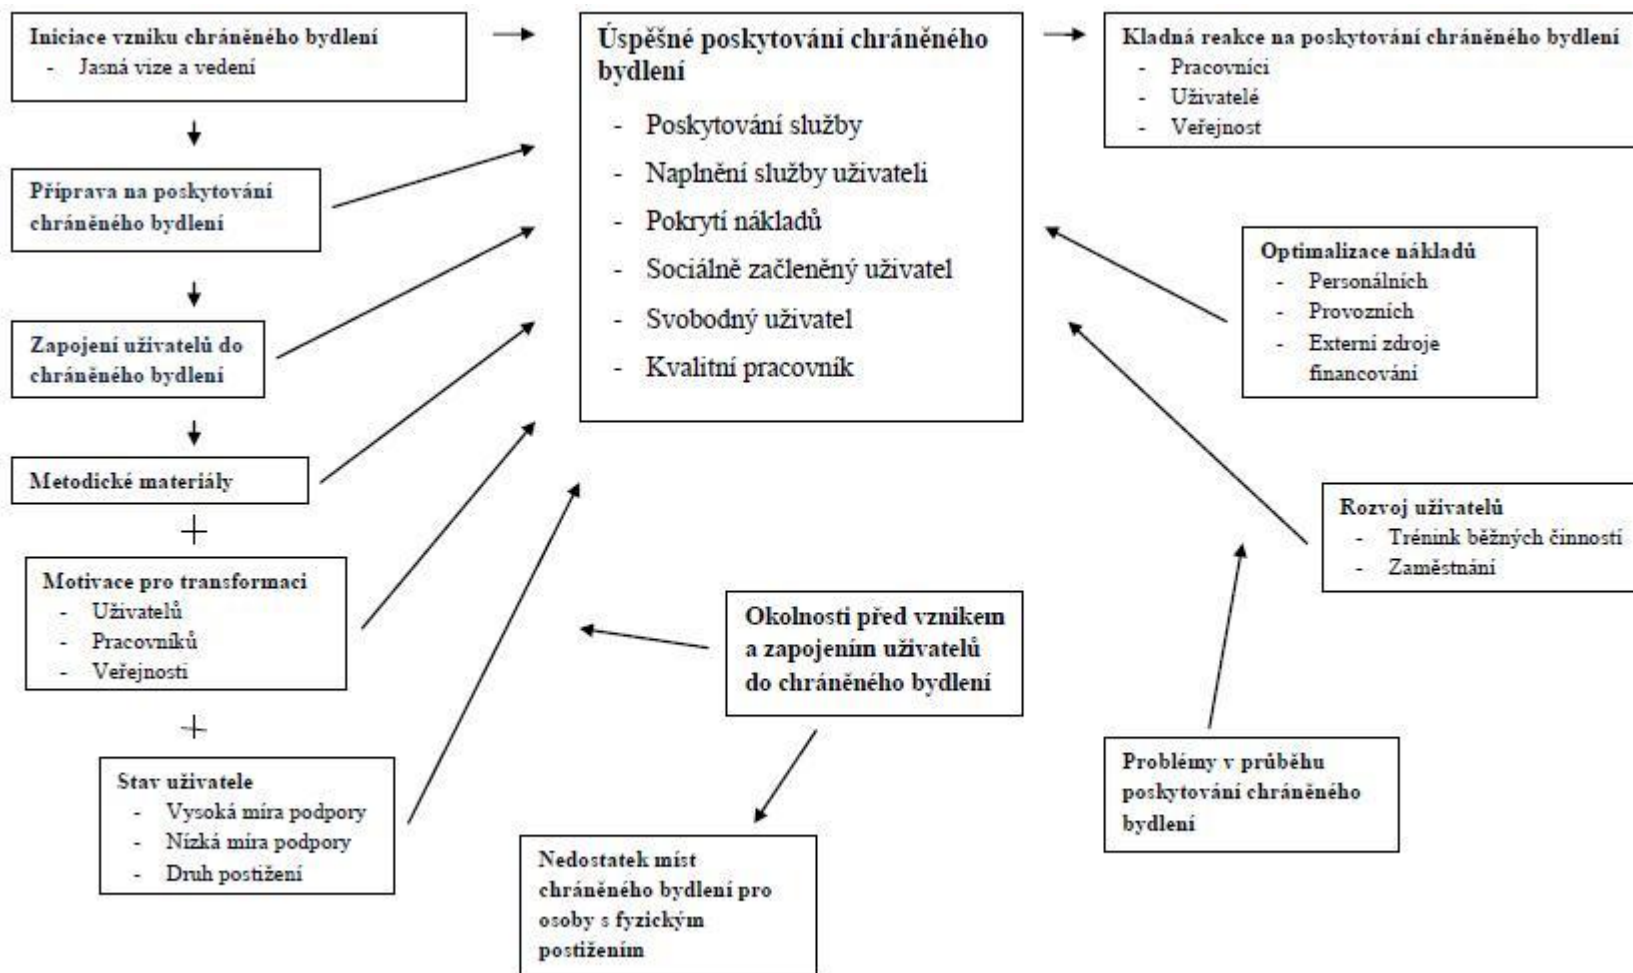 Iniciace vzniku chráněného bydlení
- Jasná vize a vedení
Příprava na poskytování
chráněného bydlení
Zapojení uživatelů do
chráněného bydlení
Metodické materiály
+
Motivace pro transformaci
- Uživatelů
- Pracovníků
- Veřejnosti
+
Stav uživatele
- Vysoká míra podpory
- Nízká míra podpory
- Druh postižení
Úspěšné poskytování chráněného
bydlení
- Poskytování služby
- Naplnění služby uživateli
- Pokrytí nákladů
- Sociálně začleněný uživatel
- Svobodný uživatel
- Kvalitní pracovník
Okolnosti před vznikem
a zapojením uživatelů
do chráněného bydlení
Nedostatek míst
chráněného bydlení pro
osoby s fyzickým
postižením
Kladná reakce na poskytování chráněného bydlení
- Pracovníci
- Uživatelé
- Veřejnost
Optimalizace nákladů
- Personálních
- Provozních
- Externí zdroje
financování
Rozvoj uživatelů
- Trénink běžných činností
- Zaměstnání
Problémy v průběhu
poskytování chráněného
bydlení